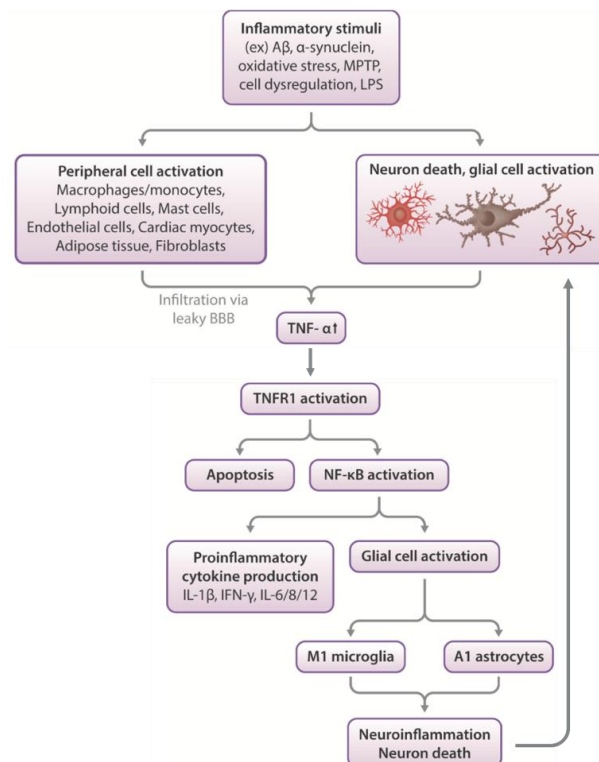 Inflammatory stimuli
(ex) Aβ, α-synuclein,
oxidative stress, MPTP,
cell dysregulation, LPS
Peripheral cell activation
Macrophages/monocytes,
Lymphoid cells, Mast cells,
Endothelial cells, Cardiac myocytes,
Adipose tissue, Fibroblasts
Neuron death, glial cell activation
Infiltration via
leaky BBB
TNF- α↑
TNFR1 activation
Apoptosis
NF-κB activation
Proinflammatory
cytokine production
IL-1β, IFN-γ, IL-6/8/12
Glial cell activation
M1 microglia
A1 astrocytes
Neuroinflammation
Neuron death